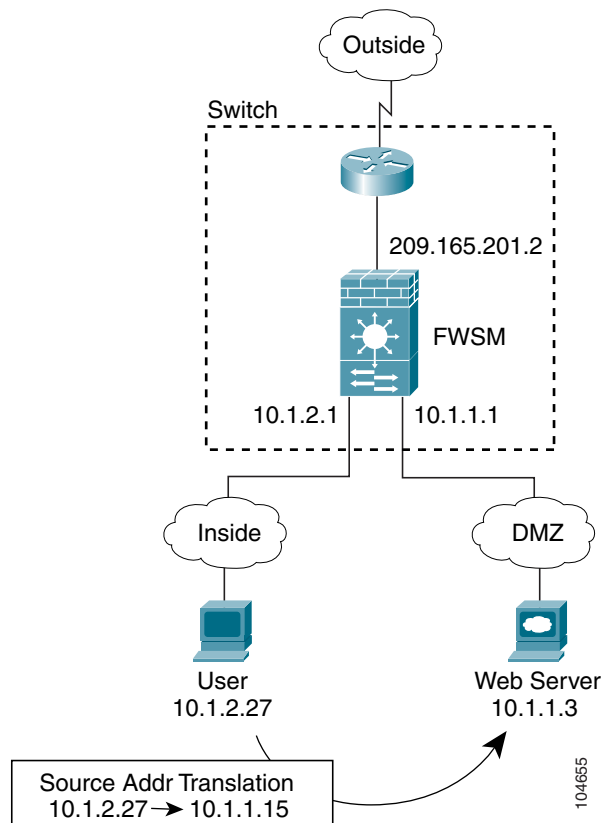 Outside
Switch
209.165.201.2
FWSM
10.1.2.1
10.1.1.1
Inside
DMZ
User
10.1.2.27
Web Server
10.1.1.3
Source Addr Translation
10.1.2.27 → 10.1.1.15
104655